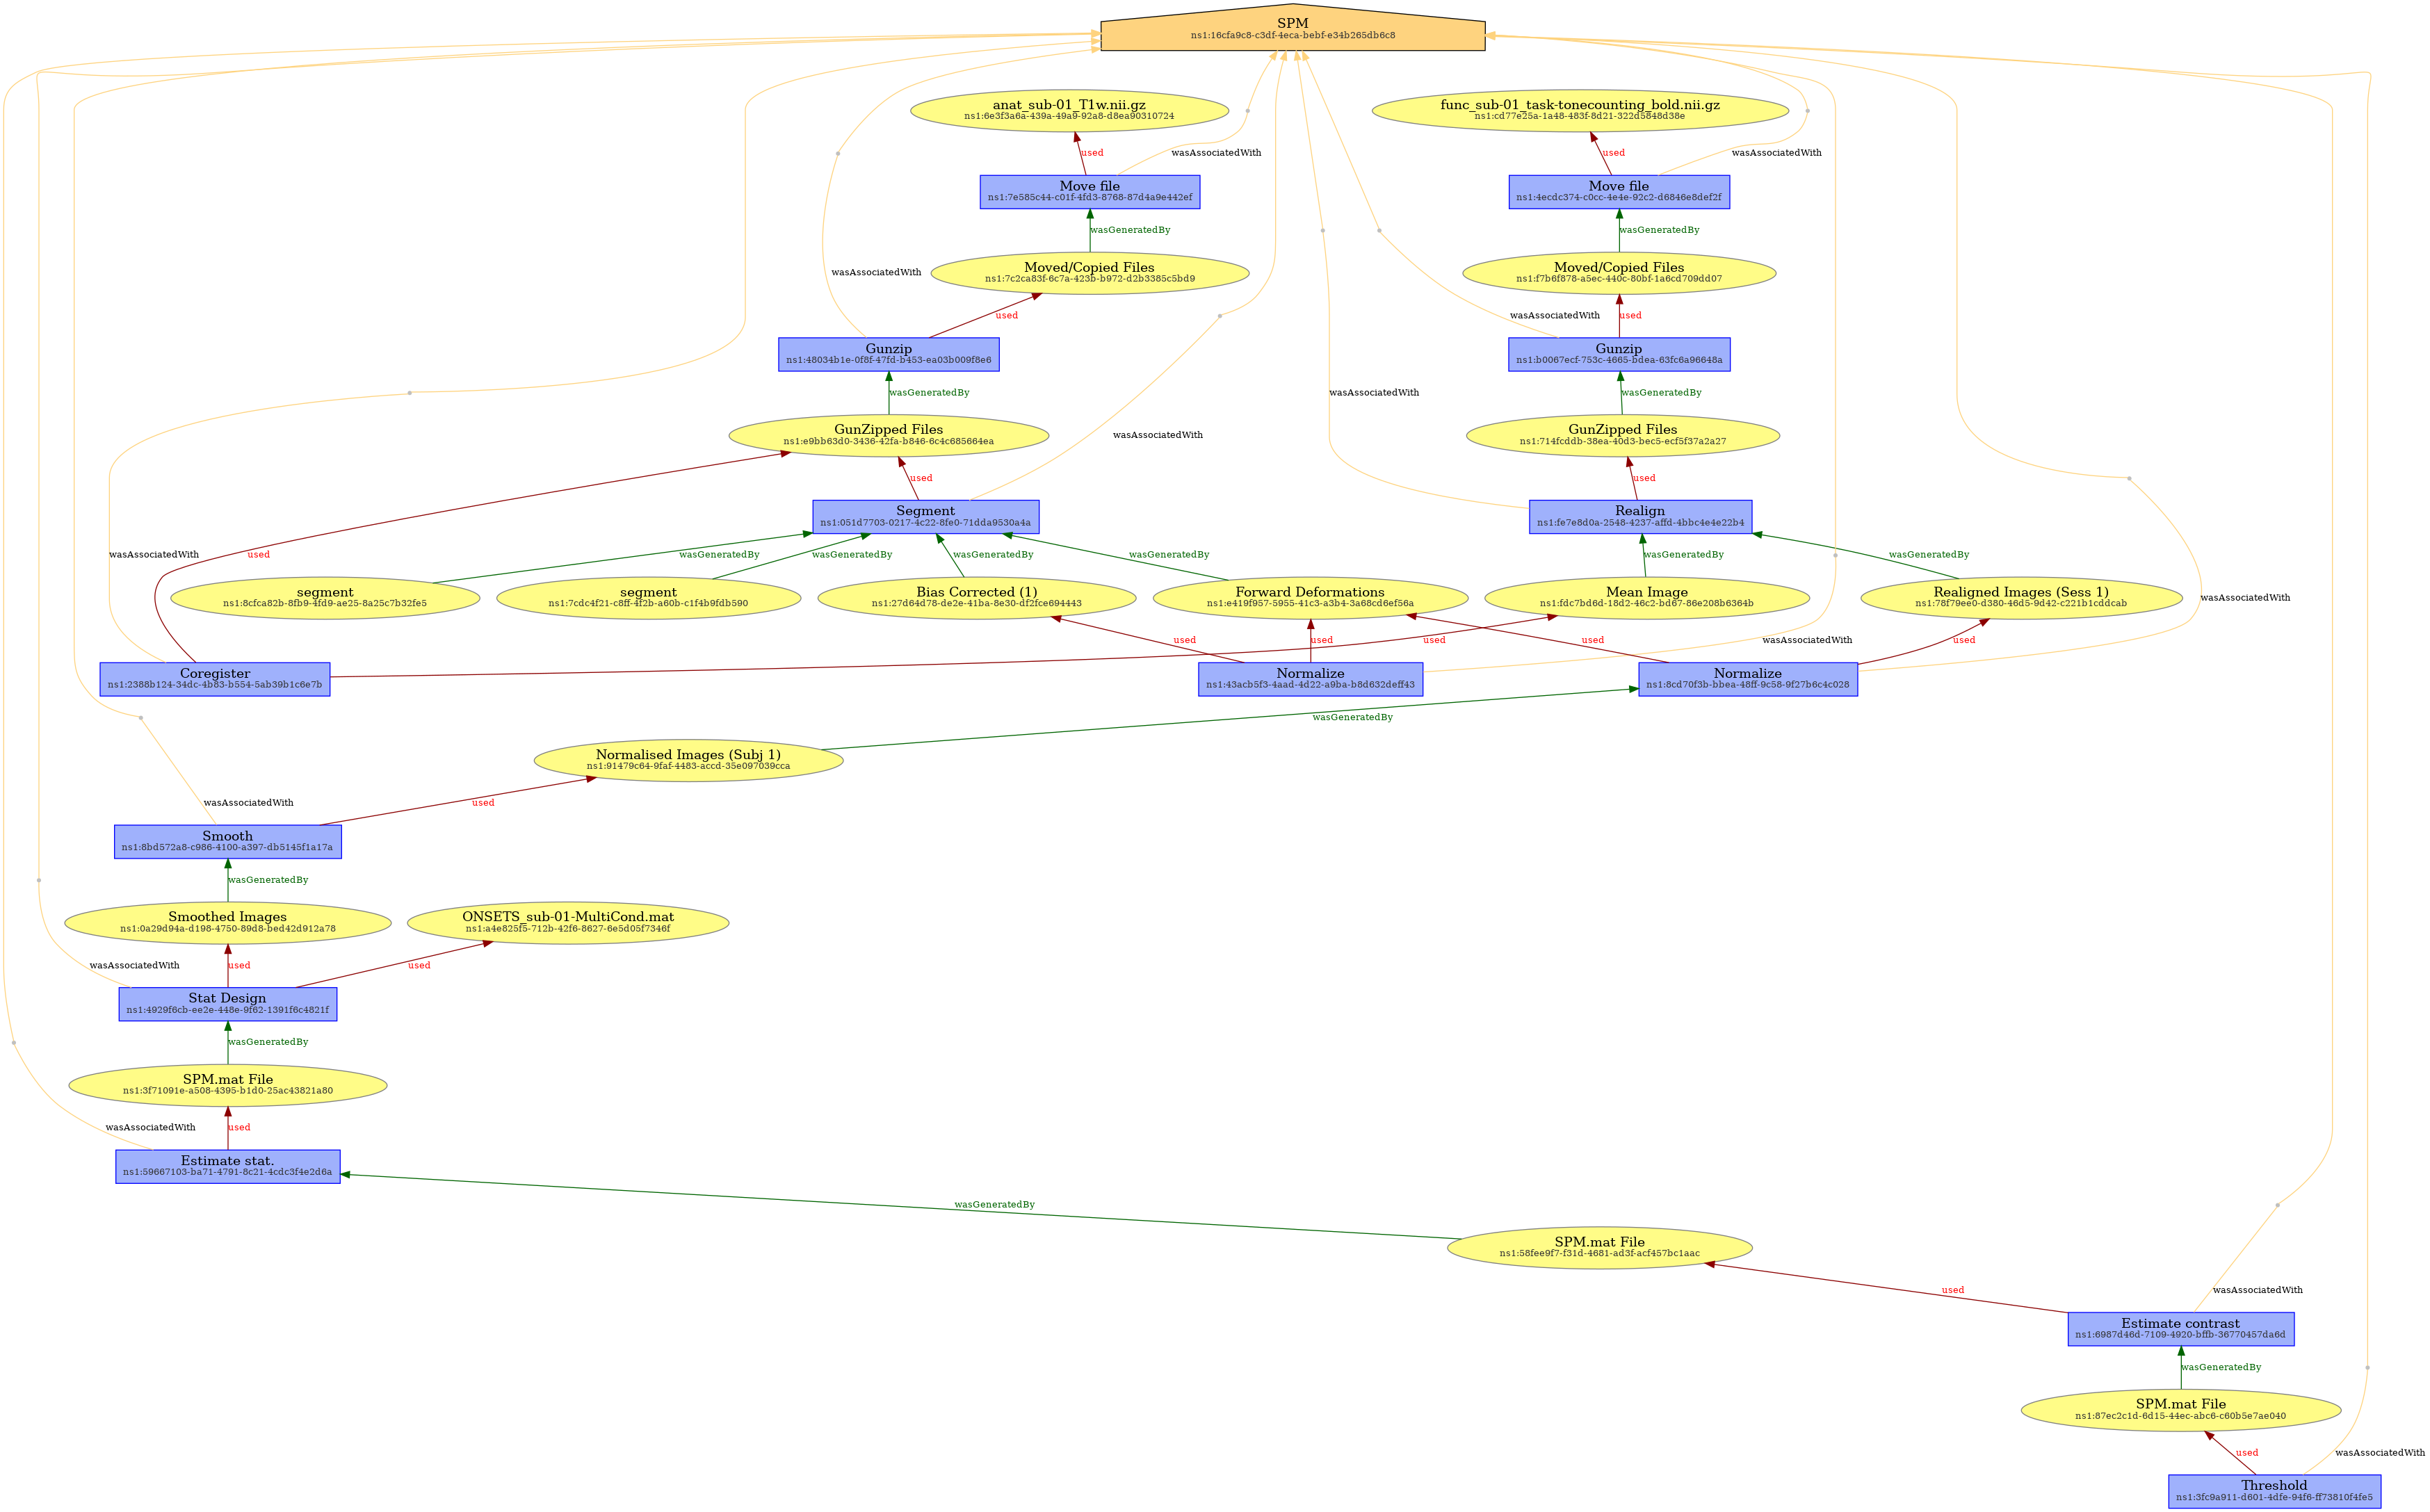 SPM
ns1:16cfa9c8-c3df-4eca-bebf-e34b265db6c8
anat_sub-01_T1w.nii.gz
ns1:6e3f3a6a-439a-49a9-92a8-d8ea90310724
func_sub-01_task-tonecounting_bold.nii.gz
ns1:cd77e25a-1a48-483f-8d21-322d5848d38e
used
wasAssociatedWith
used
wasAssociatedWith
Move file
ns1:7e585c44-c01f-4fd3-8768-87d4a9e442ef
Move file
ns1:4ecdc374-c0cc-4e4e-92c2-d6846e8def2f
wasGeneratedBy
wasGeneratedBy
wasAssociatedWith
Moved/Copied Files
ns1:7c2ca83f-6c7a-423b-b972-d2b3385c5bd9
Moved/Copied Files
ns1:f7b6f878-a5ec-440c-80bf-1a6cd709dd07
used
wasAssociatedWith
used
Gunzip
ns1:48034b1e-0f8f-47fd-b453-ea03b009f8e6
Gunzip
ns1:b0067ecf-753c-4665-bdea-63fc6a96648a
wasGeneratedBy
wasAssociatedWith
wasGeneratedBy
GunZipped Files
ns1:e9bb63d0-3436-42fa-b846-6c4c685664ea
wasAssociatedWith
GunZipped Files
ns1:714fcddb-38ea-40d3-bec5-ecf5f37a2a27
used
used
Segment
ns1:051d7703-0217-4c22-8fe0-71dda9530a4a
Realign
ns1:fe7e8d0a-2548-4237-affd-4bbc4e4e22b4
wasAssociatedWith
used
wasGeneratedBy
wasGeneratedBy
wasGeneratedBy
wasGeneratedBy
wasGeneratedBy
wasGeneratedBy
segment
ns1:8cfca82b-8fb9-4fd9-ae25-8a25c7b32fe5
segment
ns1:7cdc4f21-c8ff-4f2b-a60b-c1f4b9fdb590
Bias Corrected (1)
ns1:27d64d78-de2e-41ba-8e30-df2fce694443
Forward Deformations
ns1:e419f957-5955-41c3-a3b4-3a68cd6ef56a
Mean Image
ns1:fdc7bd6d-18d2-46c2-bd67-86e208b6364b
Realigned Images (Sess 1)
ns1:78f79ee0-d380-46d5-9d42-c221b1cddcab
wasAssociatedWith
used
used
used
used
wasAssociatedWith
used
Coregister
ns1:2388b124-34dc-4b83-b554-5ab39b1c6e7b
Normalize
ns1:43acb5f3-4aad-4d22-a9ba-b8d632deff43
Normalize
ns1:8cd70f3b-bbea-48ff-9c58-9f27b6c4c028
wasGeneratedBy
Normalised Images (Subj 1)
ns1:91479c64-9faf-4483-accd-35e097039cca
wasAssociatedWith
used
Smooth
ns1:8bd572a8-c986-4100-a397-db5145f1a17a
wasGeneratedBy
Smoothed Images
ns1:0a29d94a-d198-4750-89d8-bed42d912a78
ONSETS_sub-01-MultiCond.mat
ns1:a4e825f5-712b-42f6-8627-6e5d05f7346f
wasAssociatedWith
used
used
Stat Design
ns1:4929f6cb-ee2e-448e-9f62-1391f6c4821f
wasGeneratedBy
SPM.mat File
ns1:3f71091e-a508-4395-b1d0-25ac43821a80
wasAssociatedWith
used
Estimate stat.
ns1:59667103-ba71-4791-8c21-4cdc3f4e2d6a
wasGeneratedBy
SPM.mat File
ns1:58fee9f7-f31d-4681-ad3f-acf457bc1aac
used
wasAssociatedWith
Estimate contrast
ns1:6987d46d-7109-4920-bffb-36770457da6d
wasGeneratedBy
SPM.mat File
ns1:87ec2c1d-6d15-44ec-abc6-c60b5e7ae040
used
wasAssociatedWith
Threshold
ns1:3fc9a911-d601-4dfe-94f6-ff73810f4fe5